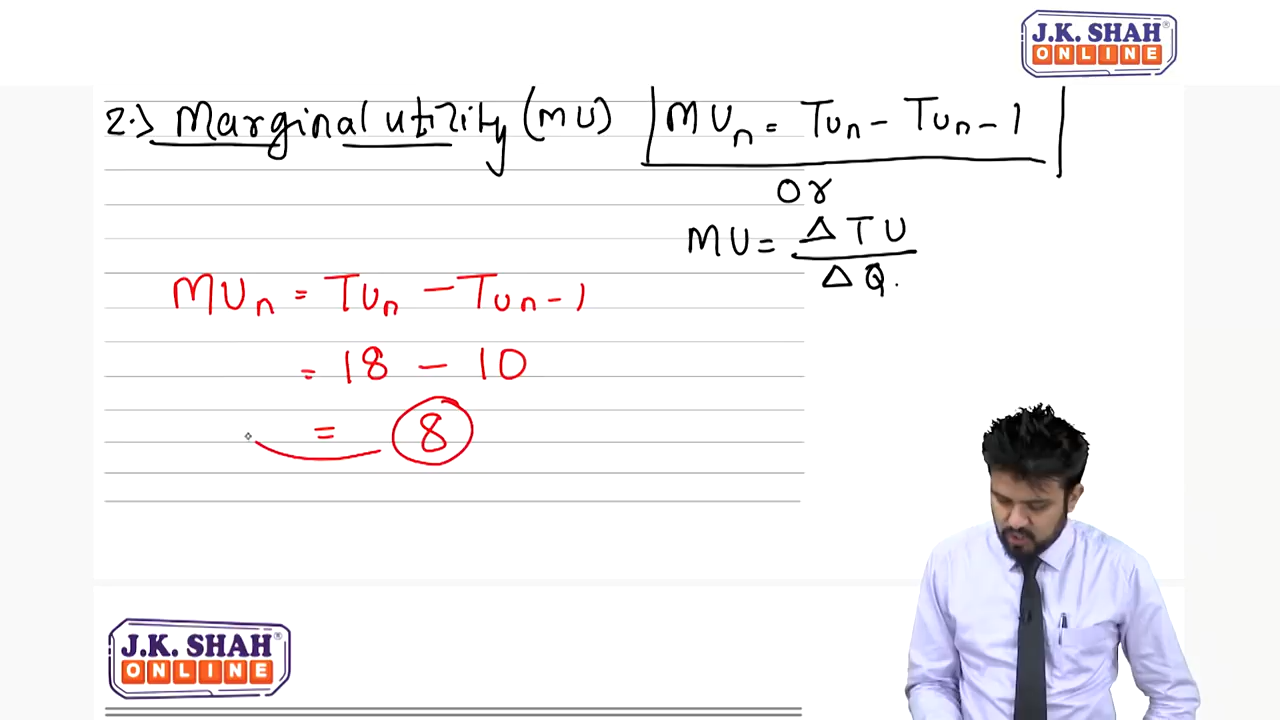 J.K. SHAH®
ONLINE
2.) Marginal utility (MU) MUn = TUn - TUn-1
Or
MU = ΔTU / ΔQ.
MUn = TUn - TUn-1
= 18 - 10
= 8
J.K. SHAH®
ONLINE